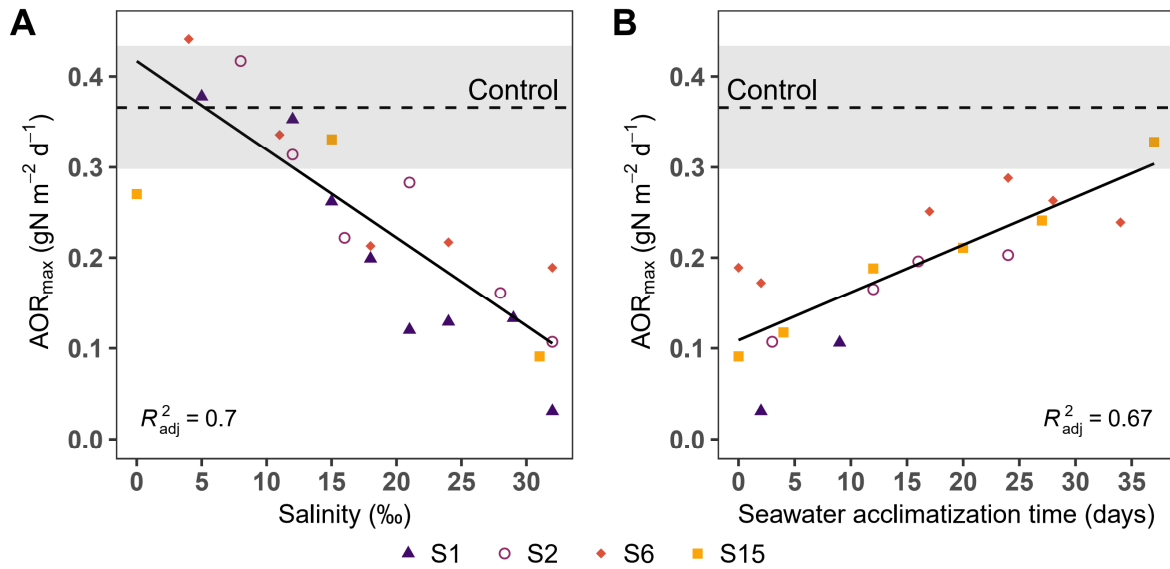 A
B
AORmax (gN m−2 d−1)
0.4
0.3
0.2
0.1
0.0
Control
R2adj = 0.7
0 5 10 15 20 25 30
Salinity (‰)
AORmax (gN m−2 d−1)
0.4
0.3
0.2
0.1
0.0
Control
R2adj = 0.67
0 5 10 15 20 25 30 35
Seawater acclimatization time (days)
S1 S2 S6 S15